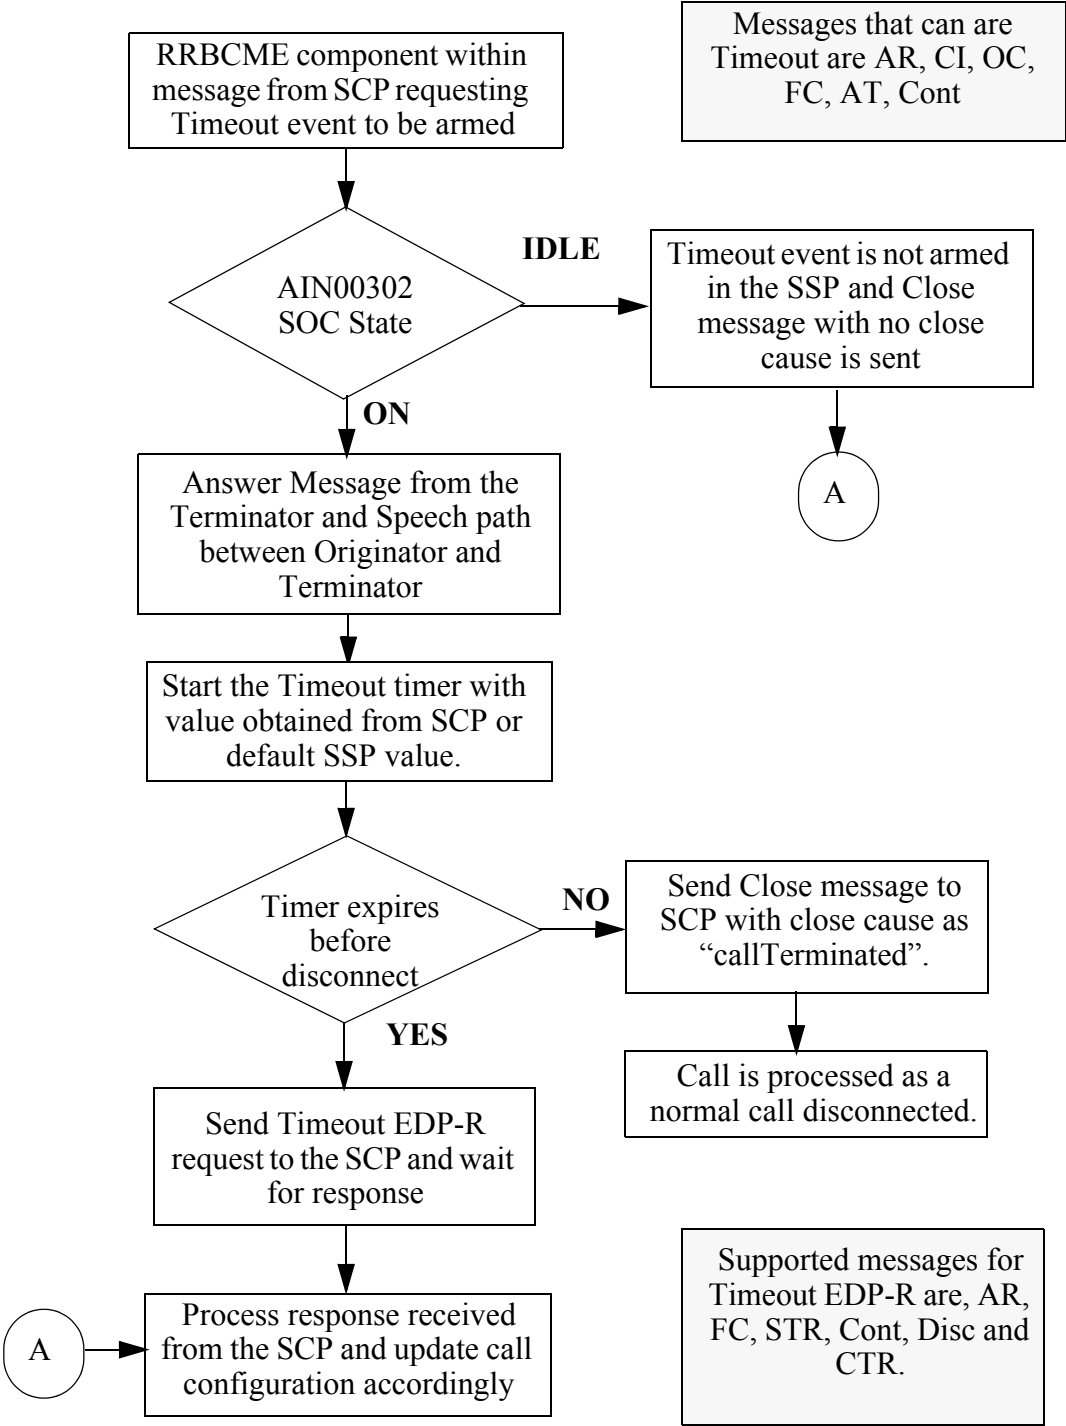 RRBCME component within
message from SCP requesting
Timeout event to be armed
Messages that can are
Timeout are AR, CI, OC,
FC, AT, Cont
AIN00302
SOC State
IDLE
Timeout event is not armed
in the SSP and Close
message with no close
cause is sent
ON
A
Answer Message from the
Terminator and Speech path
between Originator and
Terminator
Start the Timeout timer with
value obtained from SCP or
default SSP value.
Timer expires
before
disconnect
NO
Send Close message to
SCP with close cause as
“callTerminated”.
YES
Call is processed as a
normal call disconnected.
Send Timeout EDP-R
request to the SCP and wait
for response
Supported messages for
Timeout EDP-R are, AR,
FC, STR, Cont, Disc and
CTR.
A
Process response received
from the SCP and update call
configuration accordingly